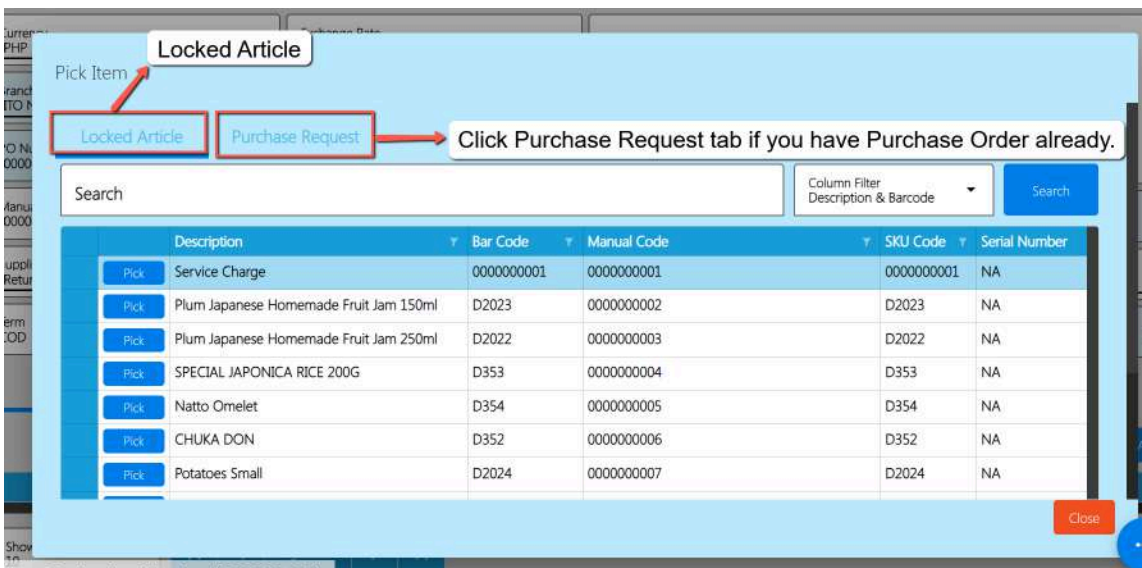 PHP
Locked Article
Pick Item
Locked Article
Purchase Request
Click Purchase Request tab if you have Purchase Order already.
0000
Search
Column Filter
Description & Barcode
Search
0000
Description Bar Code Manual Code SKU Code Serial Number
Pick Service Charge 0000000001 0000000001 0000000001 NA
Pick Plum Japanese Homemade Fruit Jam 150ml D2023 0000000002 D2023 NA
Pick Plum Japanese Homemade Fruit Jam 250ml D2022 0000000003 D2022 NA
Pick SPECIAL JAPONICA RICE 200G D353 0000000004 D353 NA
Pick Natto Omelet D354 0000000005 D354 NA
Pick CHUKA DON D352 0000000006 D352 NA
Pick Potatoes Small D2024 0000000007 D2024 NA
Close
Show